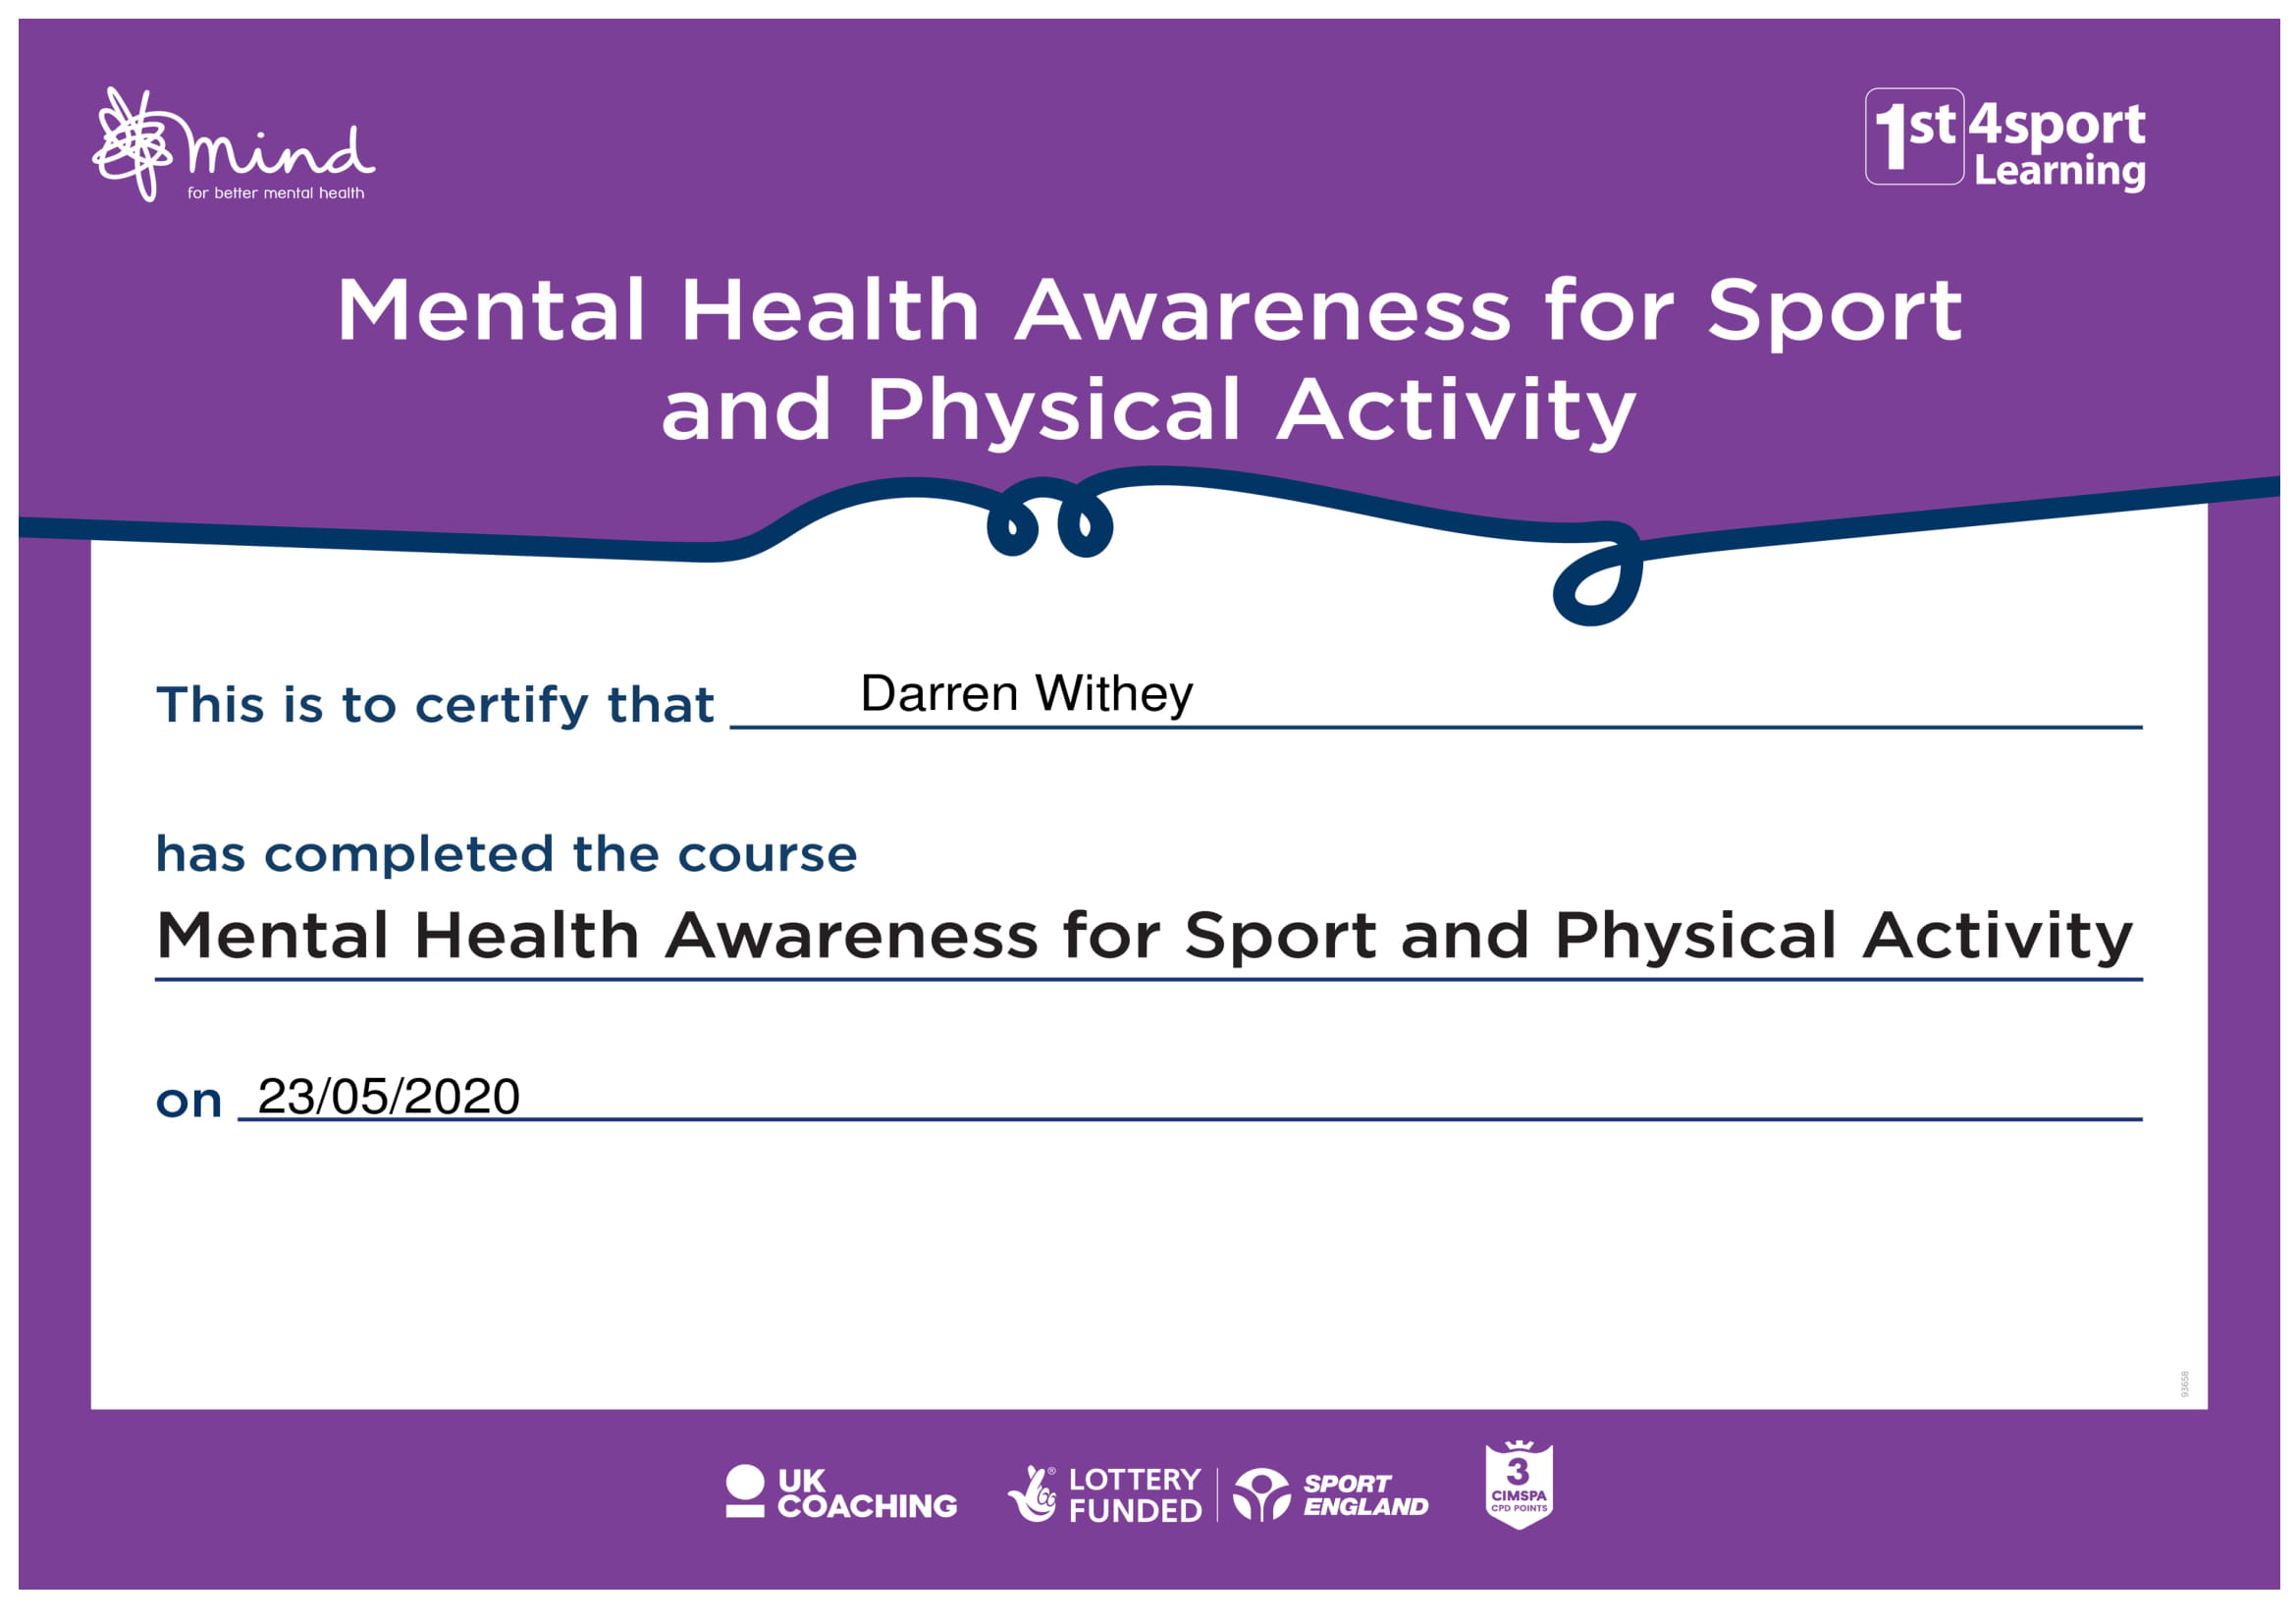 mind
for better mental health
1st4sport
Learning
Mental Health Awareness for Sport
and Physical Activity
This is to certify that Darren Withey
has completed the course
Mental Health Awareness for Sport and Physical Activity
on 23/05/2020
93658
UK
COACHING
® LOTTERY
FUNDED
SPORT
ENGLAND
3
CIMSPA
CPD POINTS